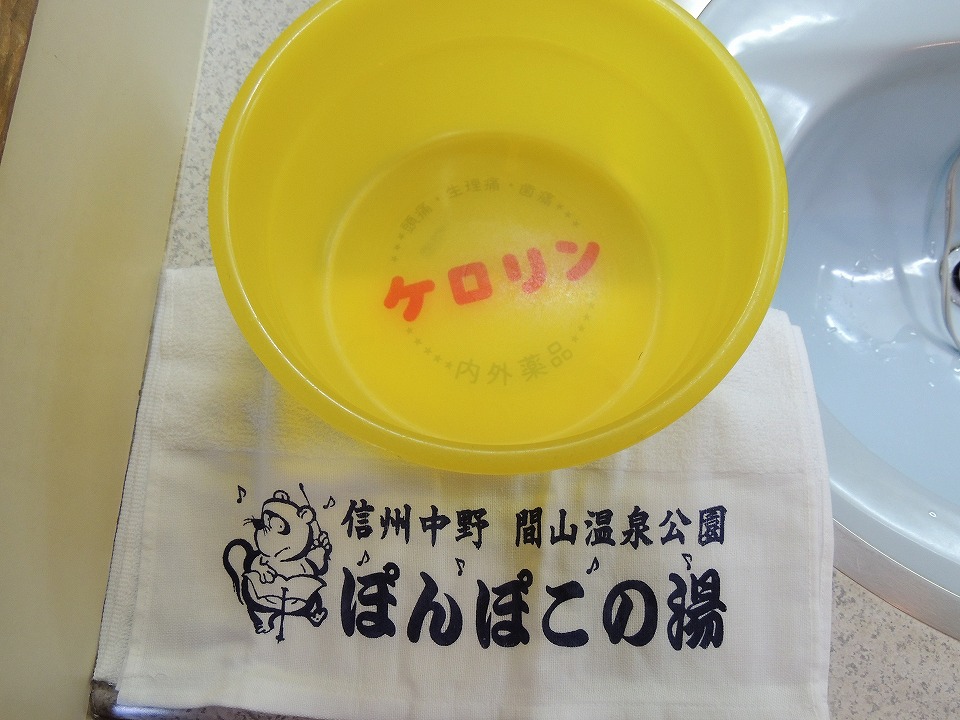 頭痛・生理痛・歯痛
ケロリン
内外薬品
信州中野 間山温泉公園
ぽんぽこの湯